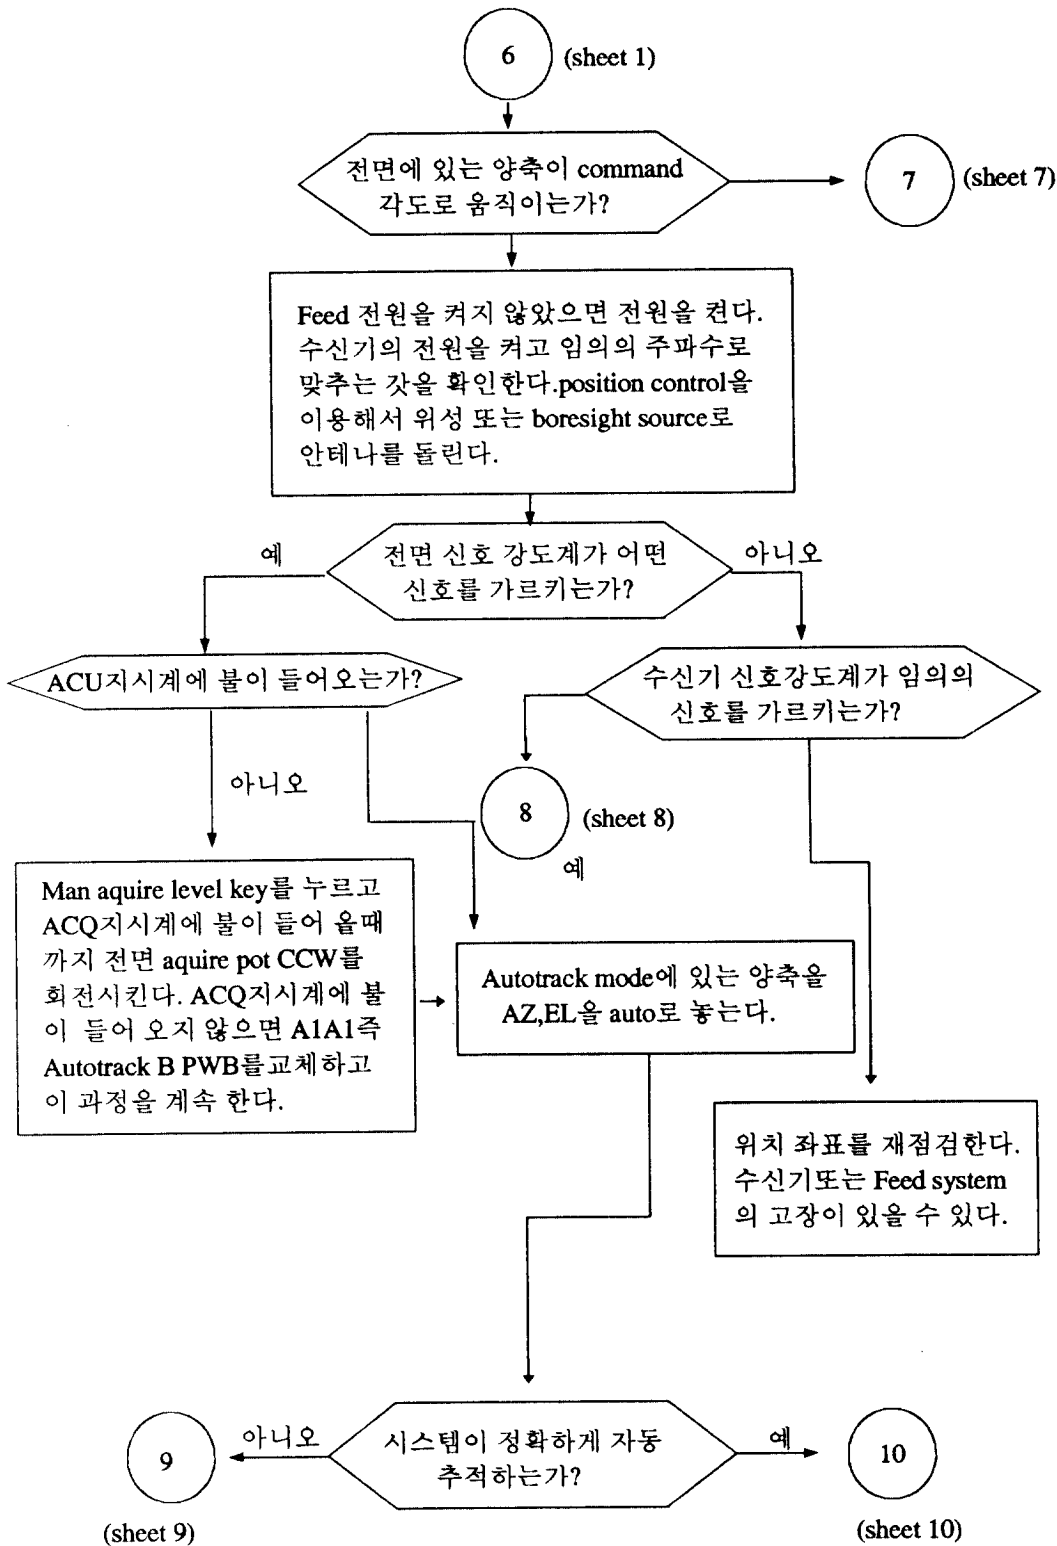 6
(sheet 1)
전면에 있는 양축이 command
각도로 움직이는가?
7
(sheet 7)
Feed 전원을 켜지 않았으면 전원을 켠다.
수신기의 전원을 켜고 임의의 주파수로
맞추는 갓을 확인한다.position control을
이용해서 위성 또는 boresight source로
안테나를 돌린다.
예
전면 신호 강도계가 어떤
신호를 가르키는가?
아니오
ACU지시계에 불이 들어오는가?
수신기 신호강도계가 임의의
신호를 가르키는가?
아니오
8
(sheet 8)
예
Man aquire level key를 누르고
ACQ지시계에 불이 들어 올때
까지 전면 aquire pot CCW를
회전시킨다. ACQ지시계에 불
이 들어 오지 않으면 A1A1즉
Autotrack B PWB를교체하고
이 과정을 계속 한다.
Autotrack mode에 있는 양축을
AZ,EL을 auto로 놓는다.
위치 좌표를 재점검한다.
수신기또는 Feed system
의 고장이 있을 수 있다.
9
(sheet 9)
아니오
시스템이 정확하게 자동
추적하는가?
예
10
(sheet 10)